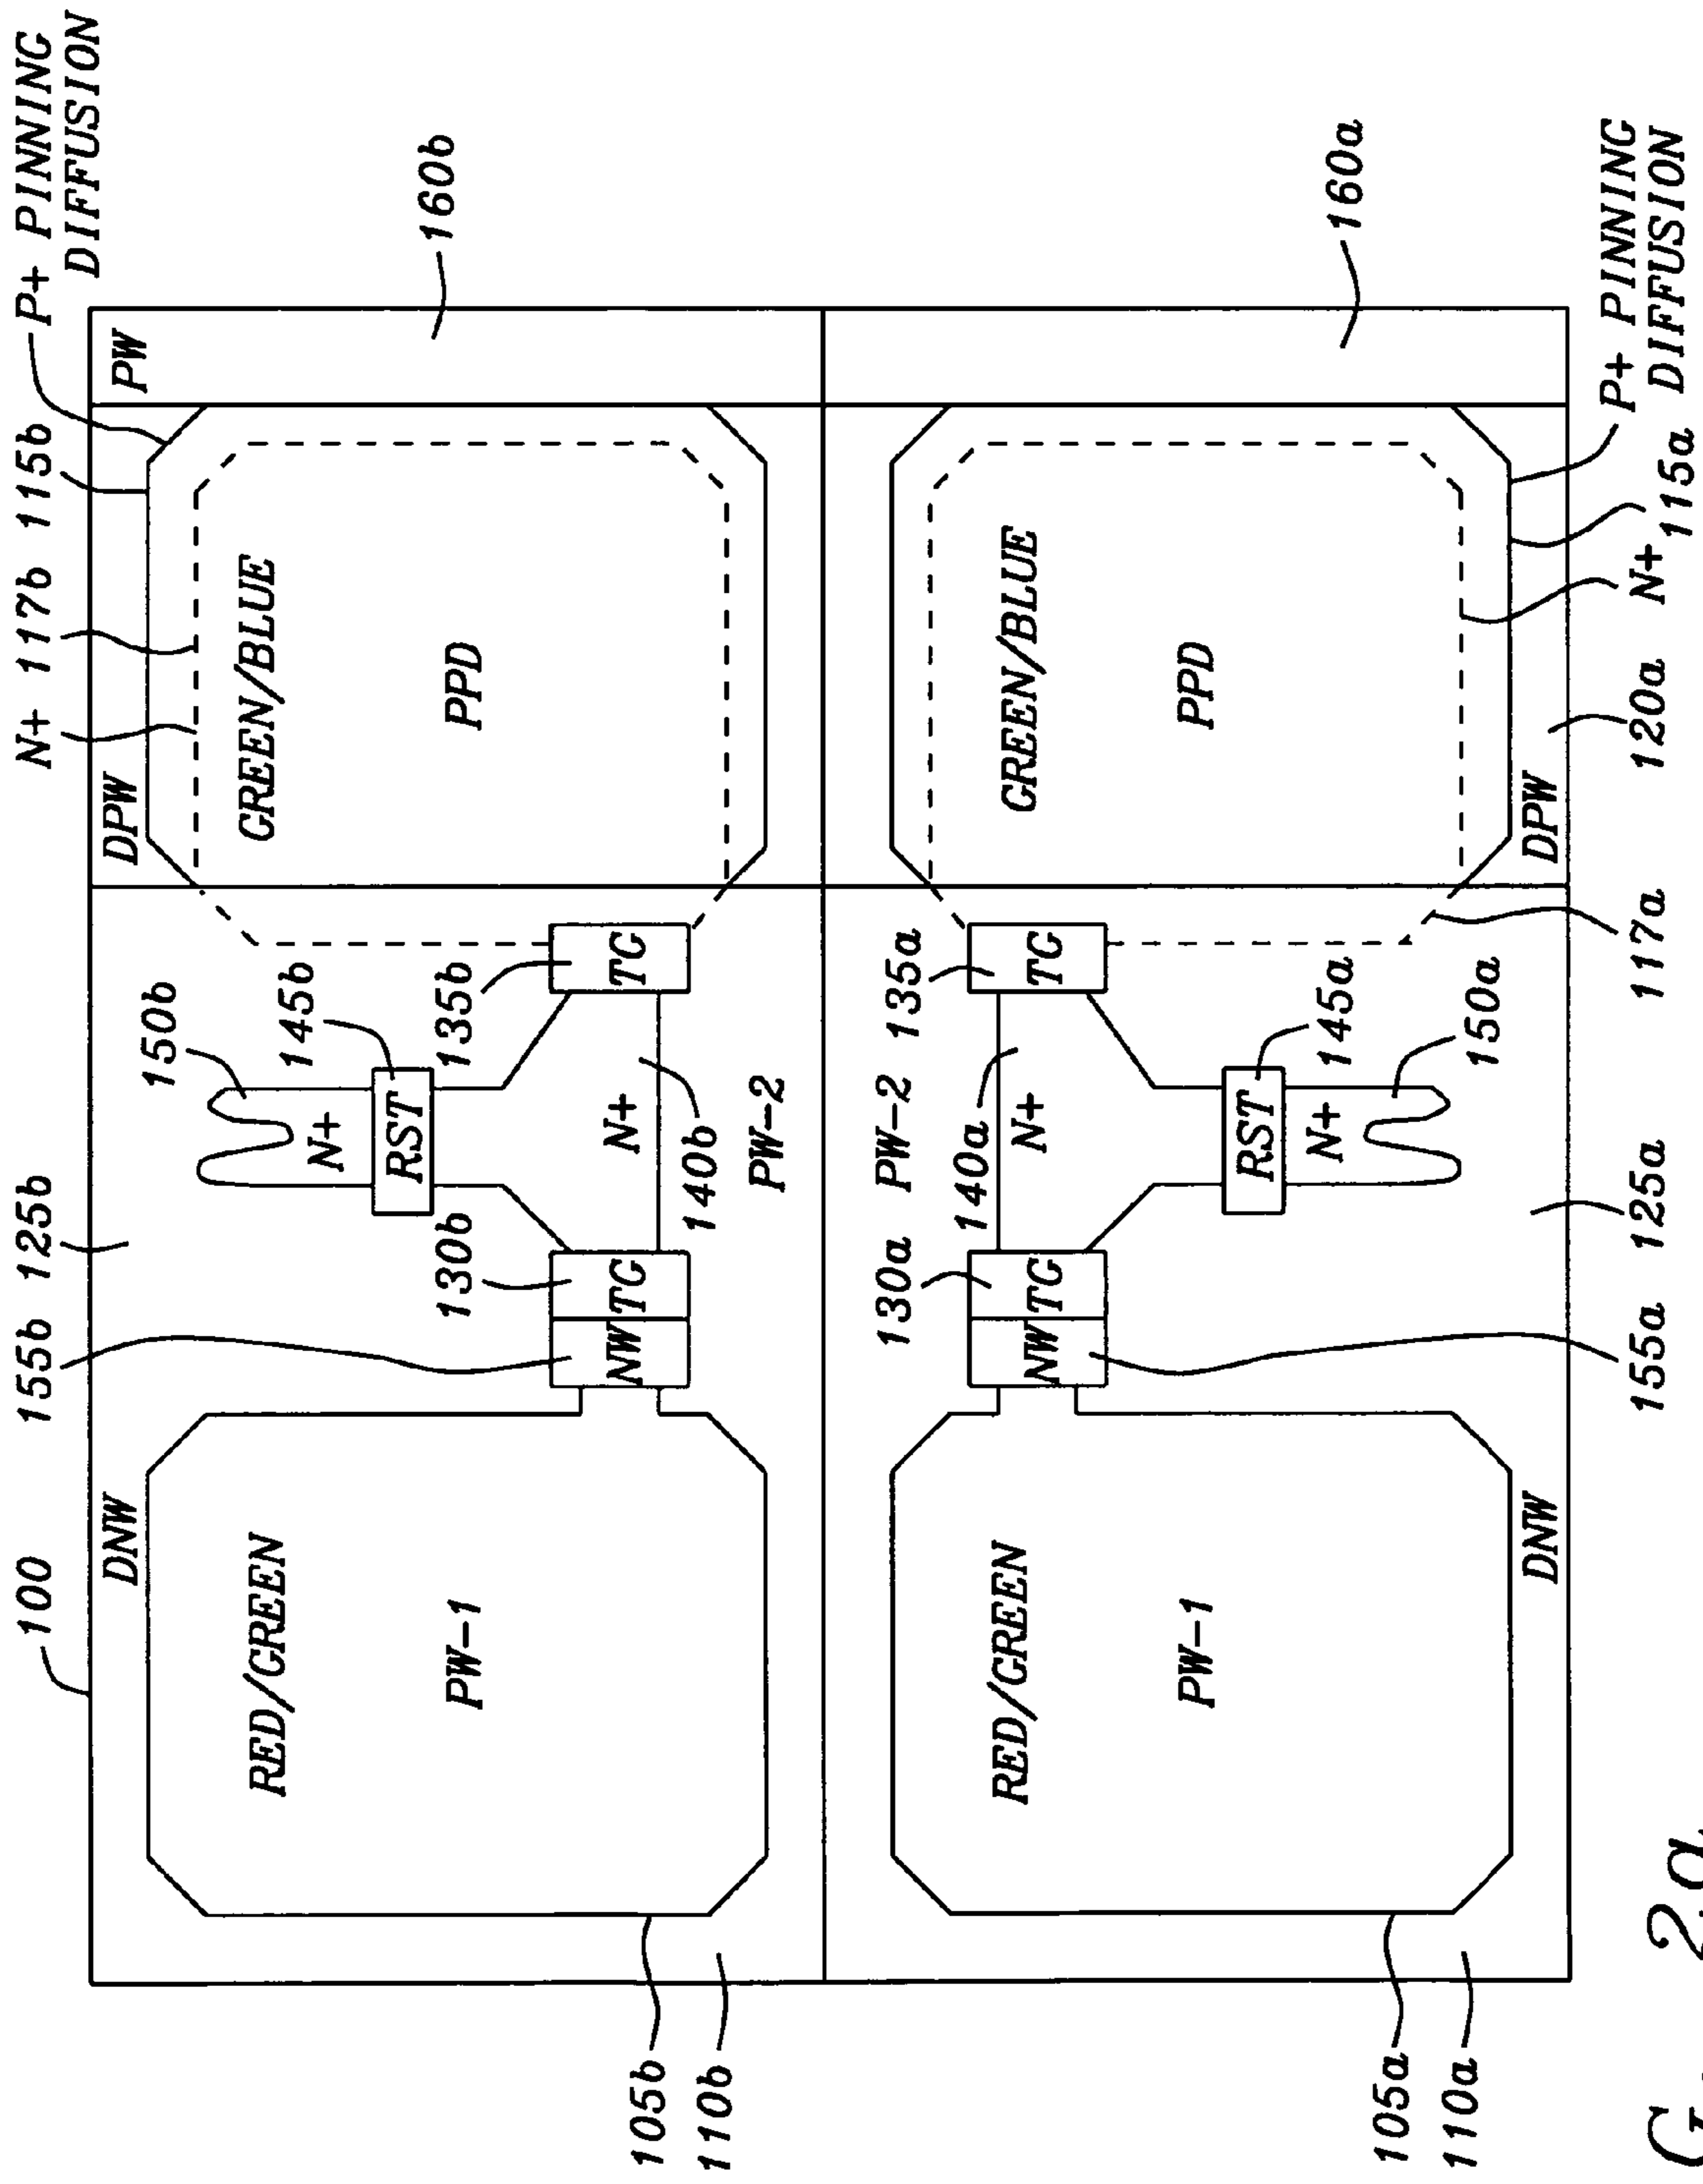 100
155b
125b
N+
117b
115b
P+ PINNING
DIFFUSION
DNW
DPW
PW
150b
RED/GREEN
GREEN/BLUE
145b
N+
RST
130b
135b
160b
PW-1
PPD
NW
TG
N+
TG
105b
140b
110b
PW-2
130a
PW-2
135a
140a
RED/GREEN
GREEN/BLUE
N+
NW
TG
TG
PW-1
PPD
RST
N+
145a
160a
105a
110a
150a
DNW
DPW
155a
125a
117a
120a
N+
115a
P+ PINNING
DIFFUSION